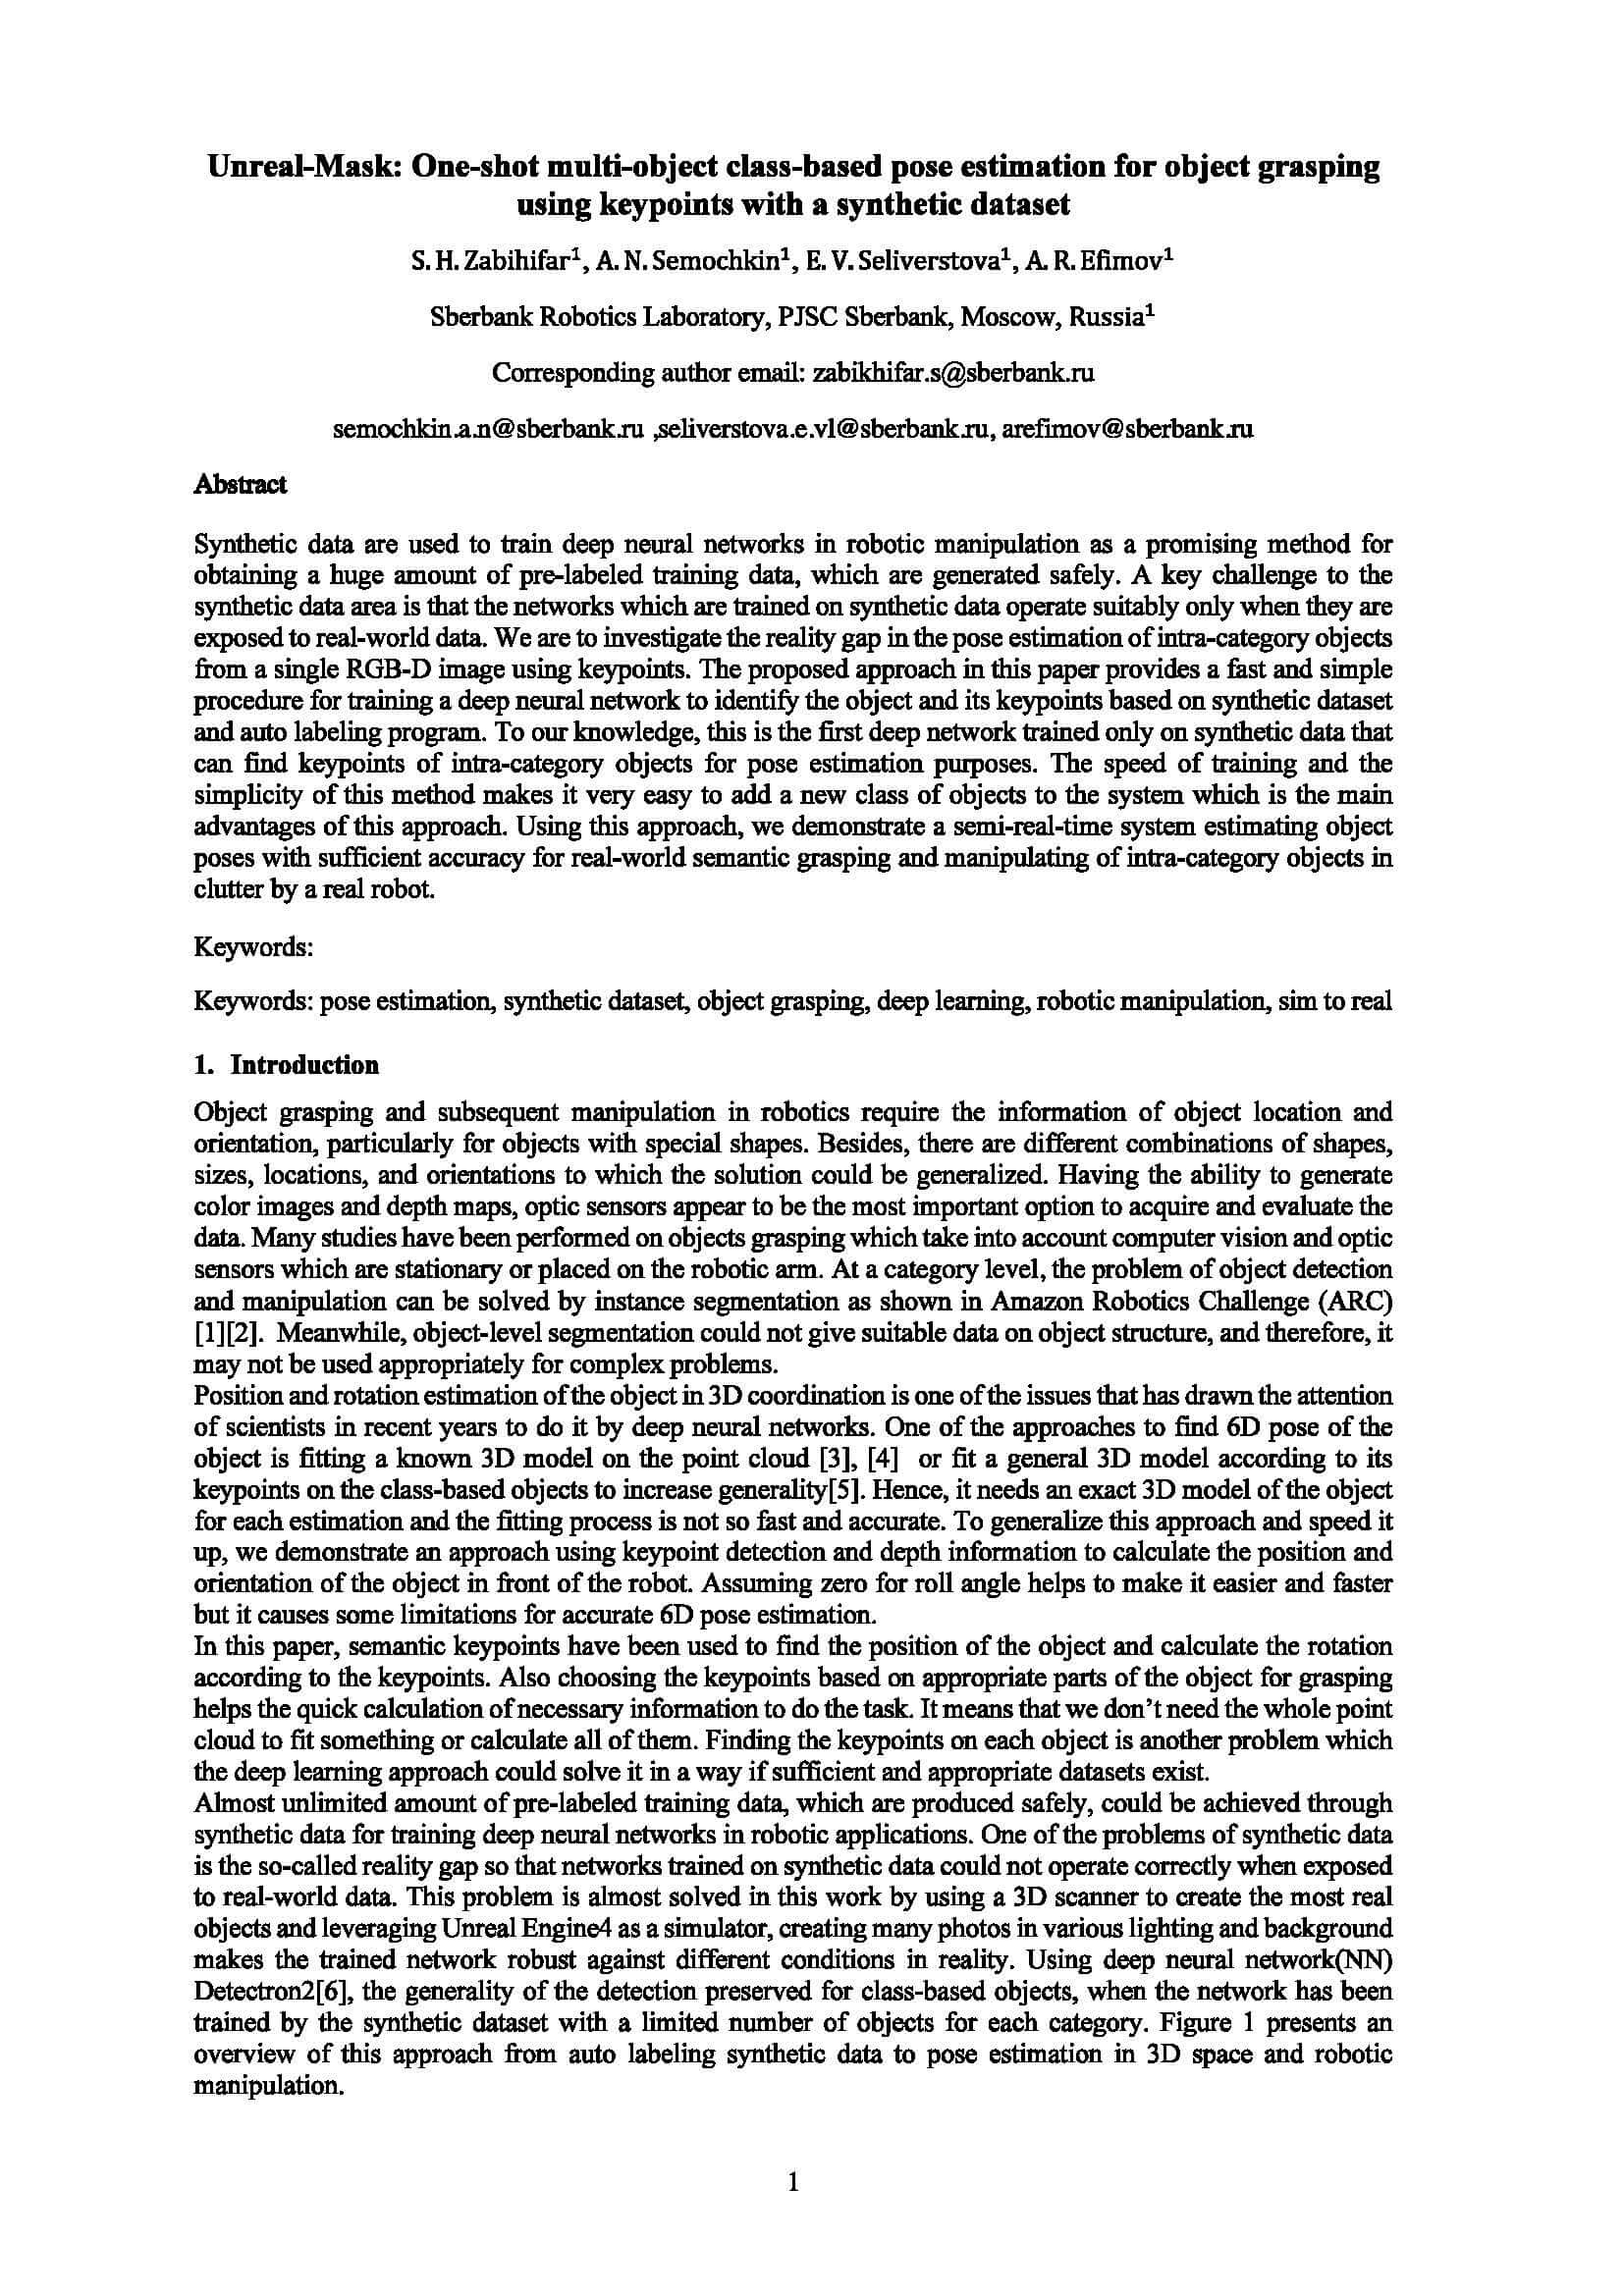 Unreal-Mask: One-shot multi-object class-based pose estimation for object grasping
using keypoints with a synthetic dataset
S. H. Zabihifar¹, A. N. Semochkin¹, E. V. Seliverstova¹, A. R. Efimov¹
Sberbank Robotics Laboratory, PJSC Sberbank, Moscow, Russia¹
Corresponding author email: zabikhifar.s@sberbank.ru
semochkin.a.n@sberbank.ru ,seliverstova.e.vl@sberbank.ru, arefimov@sberbank.ru
Abstract
Synthetic data are used to train deep neural networks in robotic manipulation as a promising method for
obtaining a huge amount of pre-labeled training data, which are generated safely. A key challenge to the
synthetic data area is that the networks which are trained on synthetic data operate suitably only when they are
exposed to real-world data. We are to investigate the reality gap in the pose estimation of intra-category objects
from a single RGB-D image using keypoints. The proposed approach in this paper provides a fast and simple
procedure for training a deep neural network to identify the object and its keypoints based on synthetic dataset
and auto labeling program. To our knowledge, this is the first deep network trained only on synthetic data that
can find keypoints of intra-category objects for pose estimation purposes. The speed of training and the
simplicity of this method makes it very easy to add a new class of objects to the system which is the main
advantages of this approach. Using this approach, we demonstrate a semi-real-time system estimating object
poses with sufficient accuracy for real-world semantic grasping and manipulating of intra-category objects in
clutter by a real robot.
Keywords:
Keywords: pose estimation, synthetic dataset, object grasping, deep learning, robotic manipulation, sim to real
1. Introduction
Object grasping and subsequent manipulation in robotics require the information of object location and
orientation, particularly for objects with special shapes. Besides, there are different combinations of shapes,
sizes, locations, and orientations to which the solution could be generalized. Having the ability to generate
color images and depth maps, optic sensors appear to be the most important option to acquire and evaluate the
data. Many studies have been performed on objects grasping which take into account computer vision and optic
sensors which are stationary or placed on the robotic arm. At a category level, the problem of object detection
and manipulation can be solved by instance segmentation as shown in Amazon Robotics Challenge (ARC)
[1][2]. Meanwhile, object-level segmentation could not give suitable data on object structure, and therefore, it
may not be used appropriately for complex problems.
Position and rotation estimation of the object in 3D coordination is one of the issues that has drawn the attention
of scientists in recent years to do it by deep neural networks. One of the approaches to find 6D pose of the
object is fitting a known 3D model on the point cloud [3], [4] or fit a general 3D model according to its
keypoints on the class-based objects to increase generality[5]. Hence, it needs an exact 3D model of the object
for each estimation and the fitting process is not so fast and accurate. To generalize this approach and speed it
up, we demonstrate an approach using keypoint detection and depth information to calculate the position and
orientation of the object in front of the robot. Assuming zero for roll angle helps to make it easier and faster
but it causes some limitations for accurate 6D pose estimation.
In this paper, semantic keypoints have been used to find the position of the object and calculate the rotation
according to the keypoints. Also choosing the keypoints based on appropriate parts of the object for grasping
helps the quick calculation of necessary information to do the task. It means that we don't need the whole point
cloud to fit something or calculate all of them. Finding the keypoints on each object is another problem which
the deep learning approach could solve it in a way if sufficient and appropriate datasets exist.
Almost unlimited amount of pre-labeled training data, which are produced safely, could be achieved through
synthetic data for training deep neural networks in robotic applications. One of the problems of synthetic data
is the so-called reality gap so that networks trained on synthetic data could not operate correctly when exposed
to real-world data. This problem is almost solved in this work by using a 3D scanner to create the most real
objects and leveraging Unreal Engine4 as a simulator, creating many photos in various lighting and background
makes the trained network robust against different conditions in reality. Using deep neural network(NN)
Detectron2[6], the generality of the detection preserved for class-based objects, when the network has been
trained by the synthetic dataset with a limited number of objects for each category. Figure 1 presents an
overview of this approach from auto labeling synthetic data to pose estimation in 3D space and robotic
manipulation.
1